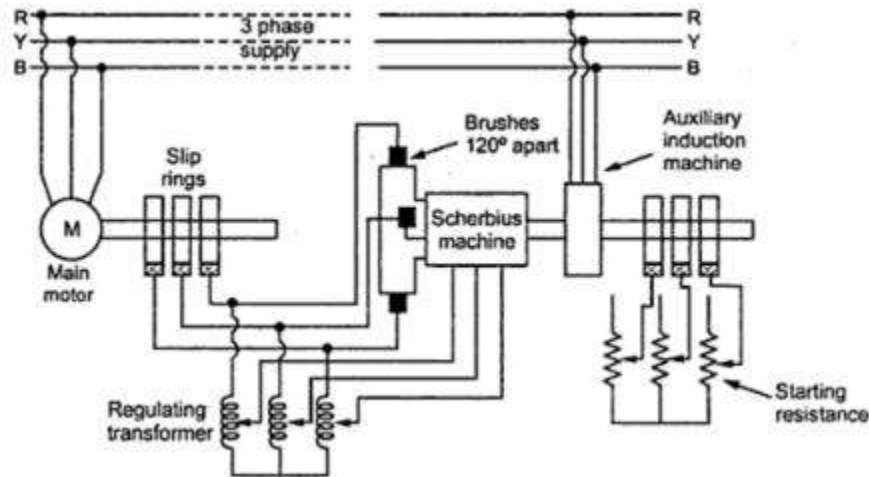 R
Y
B
3 phase
supply
R
Y
B
Brushes
120° apart
Auxiliary
induction
machine
Slip
rings
M
Main
motor
Scherbius
machine
Regulating
transformer
Starting
resistance